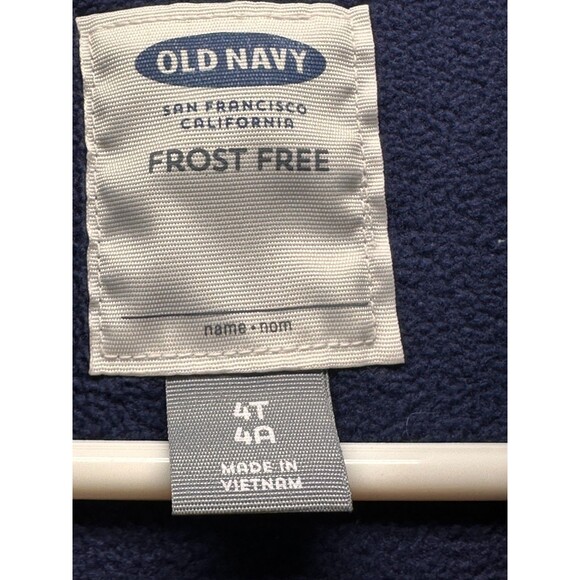 OLD NAVY
SAN FRANCISCO
CALIFORNIA
FROST FREE
name • nom
4T
4A
MADE IN
VIETNAM